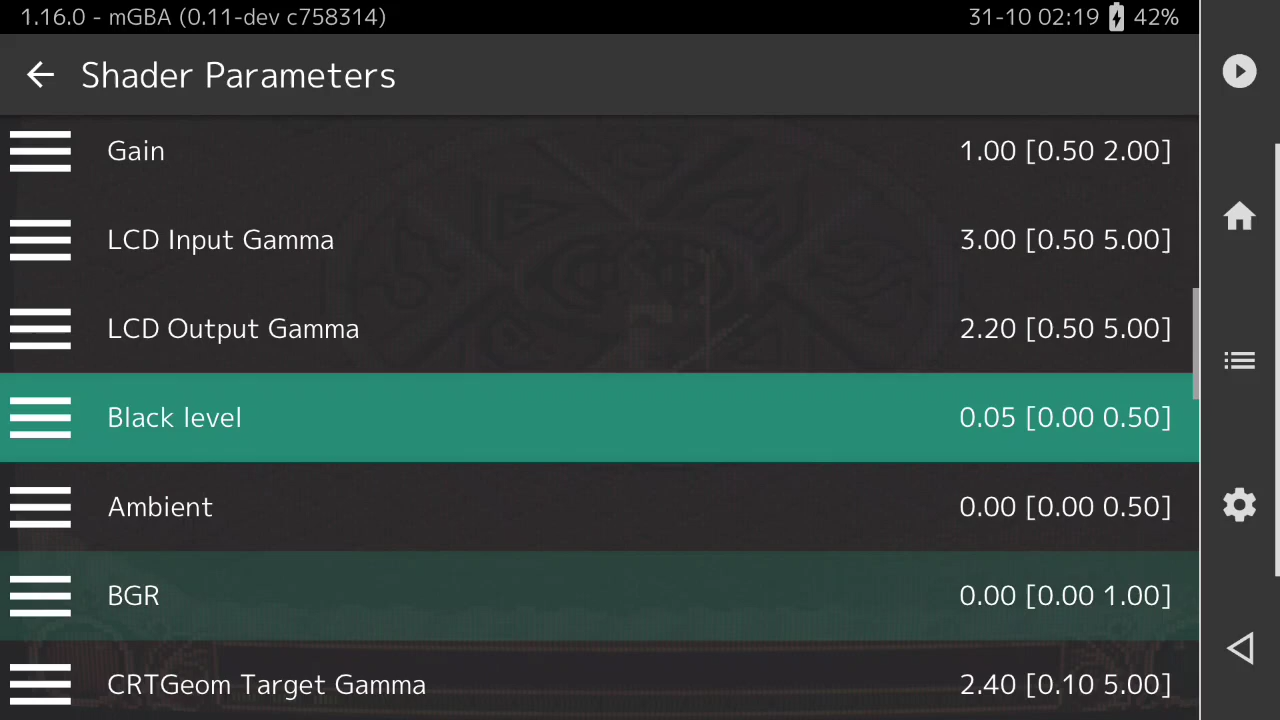 1.16.0 - mGBA (0.11-dev c758314)
31-10 02:19 42%
Shader Parameters
Gain 1.00 [0.50 2.00]
LCD Input Gamma 3.00 [0.50 5.00]
LCD Output Gamma 2.20 [0.50 5.00]
Black level 0.05 [0.00 0.50]
Ambient 0.00 [0.00 0.50]
BGR 0.00 [0.00 1.00]
CRTGeom Target Gamma 2.40 [0.10 5.00]